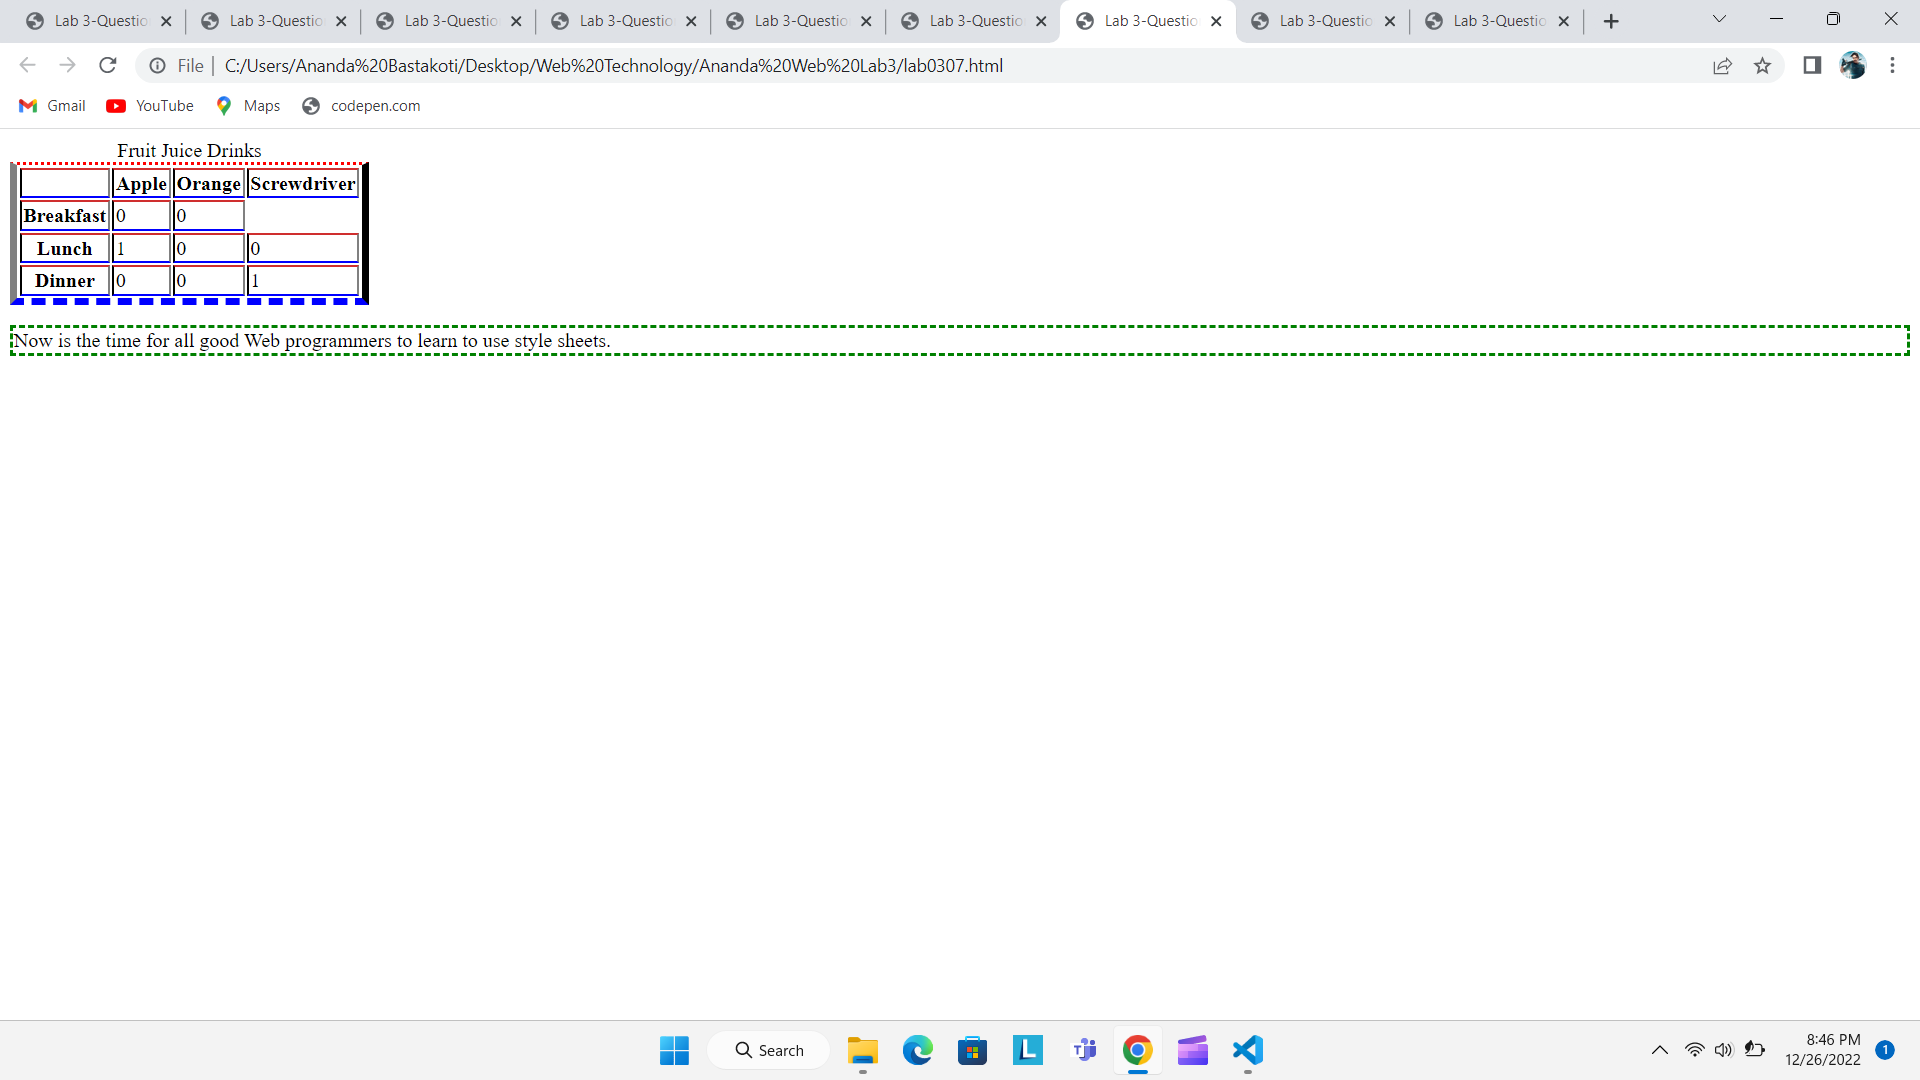 Lab 3-Questio Lab 3-Questio Lab 3-Questio Lab 3-Questio Lab 3-Questio Lab 3-Questio Lab 3-Questio Lab 3-Questio Lab 3-Questio
File C:/Users/Ananda%20Bastakoti/Desktop/Web%20Technology/Ananda%20Web%20Lab3/lab0307.html
Gmail YouTube Maps codepen.com
Fruit Juice Drinks
Apple Orange Screwdriver
Breakfast 0 0
Lunch 1 0 0
Dinner 0 0 1
Now is the time for all good Web programmers to learn to use style sheets.
Search
8:46 PM
12/26/2022
1